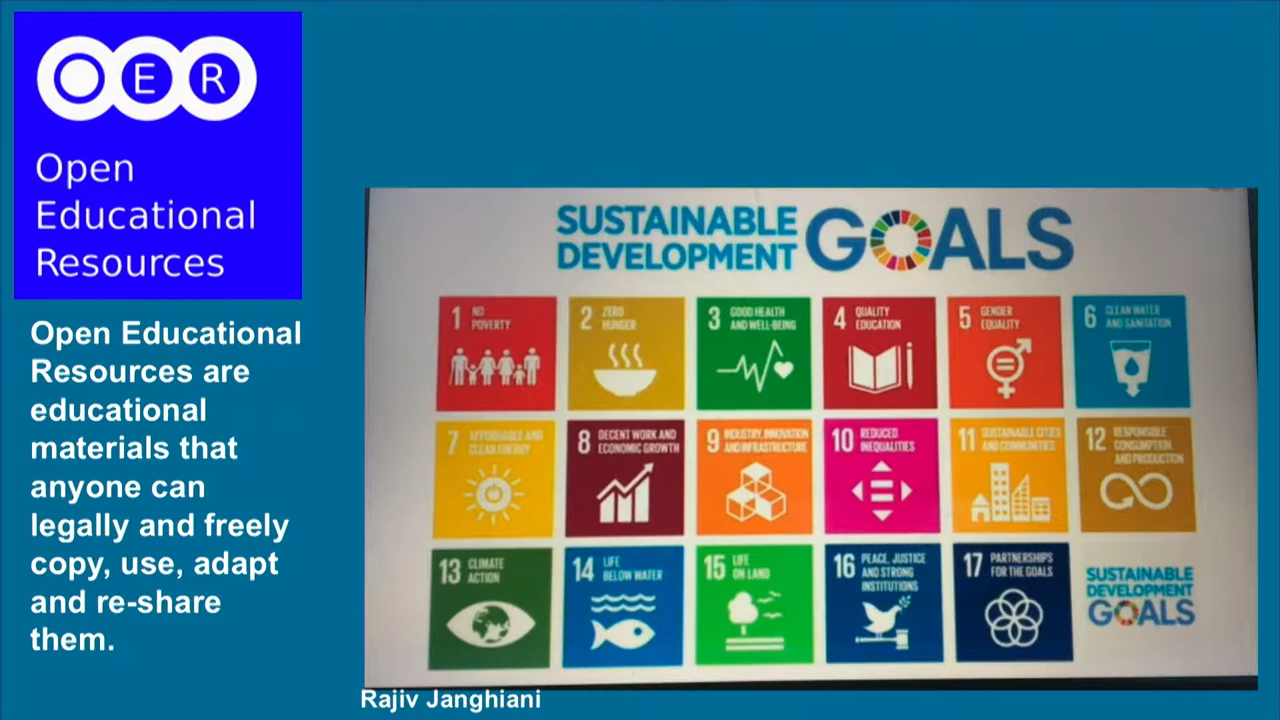 OER
Open
Educational
Resources
Open Educational
Resources are
educational
materials that
anyone can
legally and freely
copy, use, adapt
and re-share
them.
SUSTAINABLE
DEVELOPMENT
GOALS
1 NO
POVERTY
2 ZERO
HUNGER
3 GOOD HEALTH
AND WELL-BEING
4 QUALITY
EDUCATION
5 GENDER
EQUALITY
6 CLEAN WATER
AND SANITATION
7 AFFORDABLE AND
CLEAN ENERGY
8 DECENT WORK AND
ECONOMIC GROWTH
9 INDUSTRY, INNOVATION
AND INFRASTRUCTURE
10 REDUCED
INEQUALITIES
11 SUSTAINABLE CITIES
AND COMMUNITIES
12 RESPONSIBLE
CONSUMPTION
AND PRODUCTION
13 CLIMATE
ACTION
14 LIFE
BELOW WATER
15 LIFE
ON LAND
16 PEACE, JUSTICE
AND STRONG
INSTITUTIONS
17 PARTNERSHIPS
FOR THE GOALS
SUSTAINABLE
DEVELOPMENT
GOALS
Rajiv Janghiani